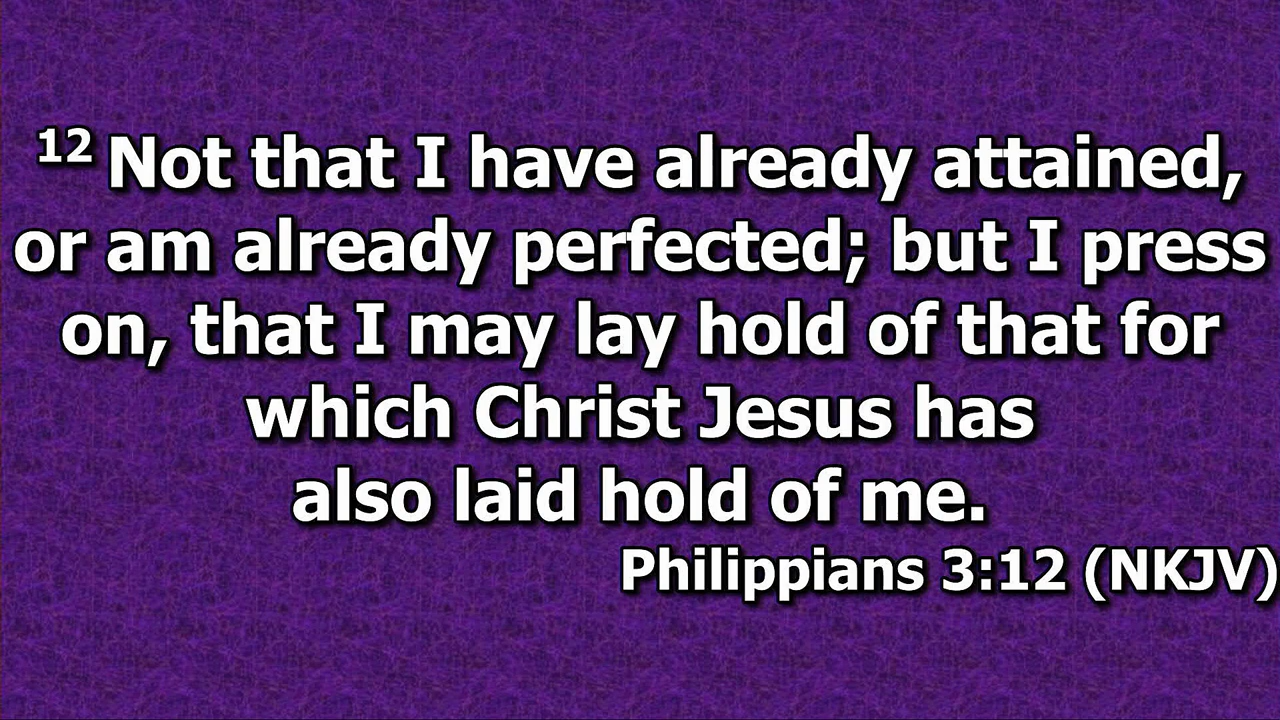 12 Not that I have already attained,
or am already perfected; but I press
on, that I may lay hold of that for
which Christ Jesus has
also laid hold of me.
Philippians 3:12 (NKJV)